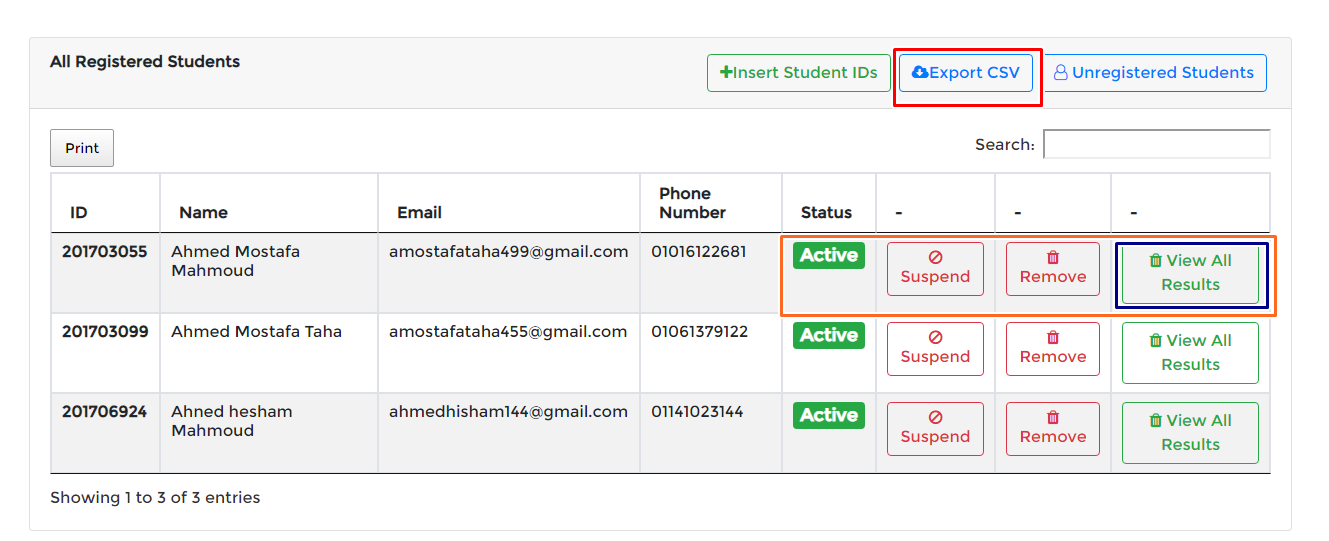 All Registered Students
Insert Student IDs Export CSV Unregistered Students
Print Search:
ID Name Email Phone Number Status - - -
201703055 Ahmed Mostafa Mahmoud amostafataha499@gmail.com 01016122681 Active Suspend Remove View All Results
201703099 Ahmed Mostafa Taha amostafataha455@gmail.com 01061379122 Active Suspend Remove View All Results
201706924 Ahned hesham Mahmoud ahmedhisham144@gmail.com 01141023144 Active Suspend Remove View All Results
Showing 1 to 3 of 3 entries